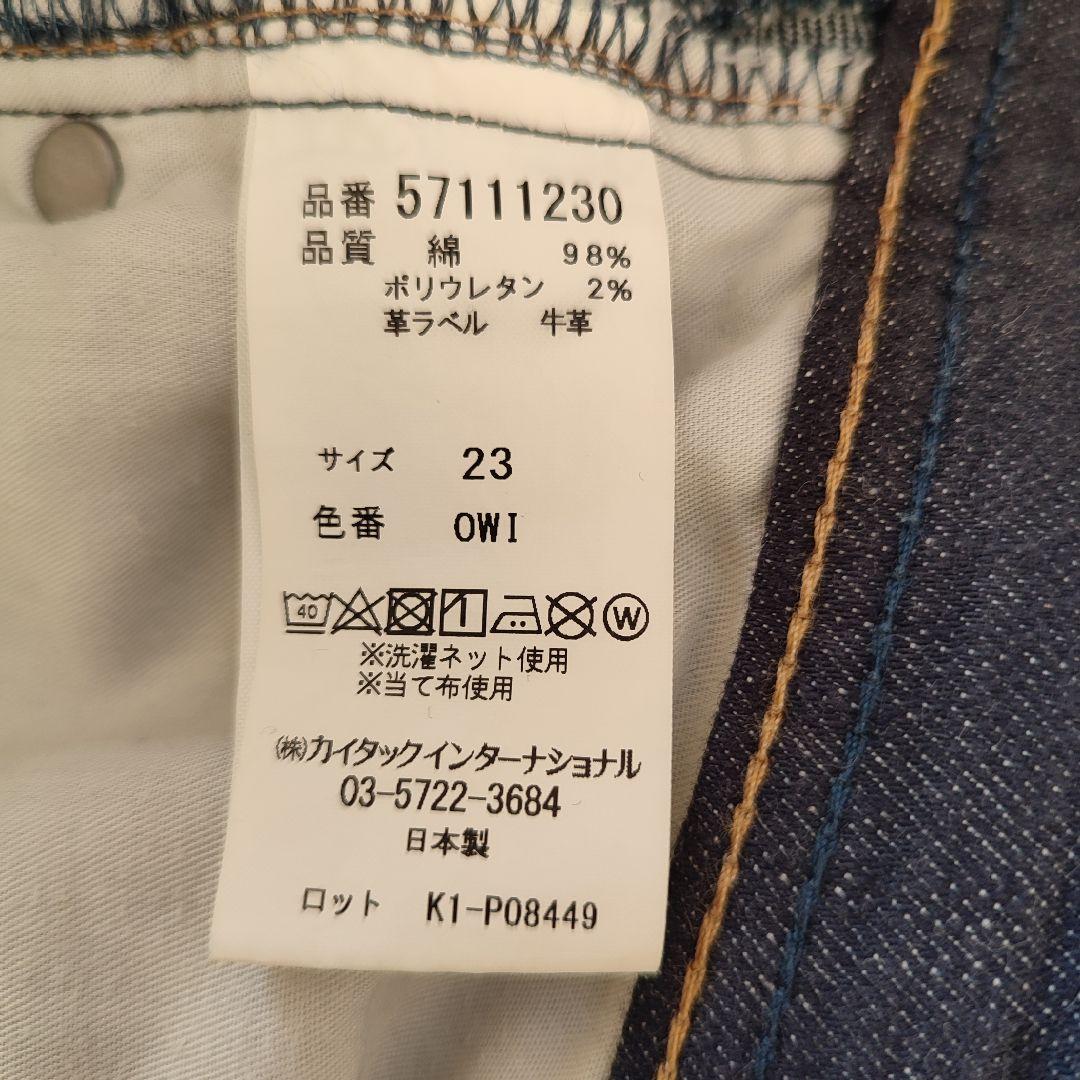 品番 57111230
品質 綿 98%
ポリウレタン 2%
革ラベル 牛革
サイズ 23
色番 OWI
40 W
※洗濯ネット使用
※当て布使用
㈱カイタックインターナショナル
03-5722-3684
日本製
ロット K1-P08449